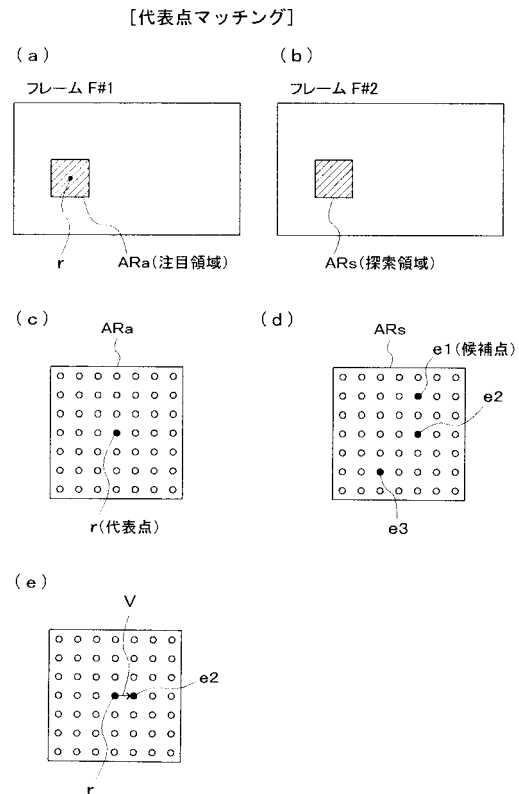 [代表点マッチング]
(a)
(b)
フレーム F#1
フレーム F#2
r
ARa(注目領域)
ARs(探索領域)
(c)
(d)
ARa
ARs
e1(候補点)
e2
r(代表点)
e3
(e)
V
e2
r